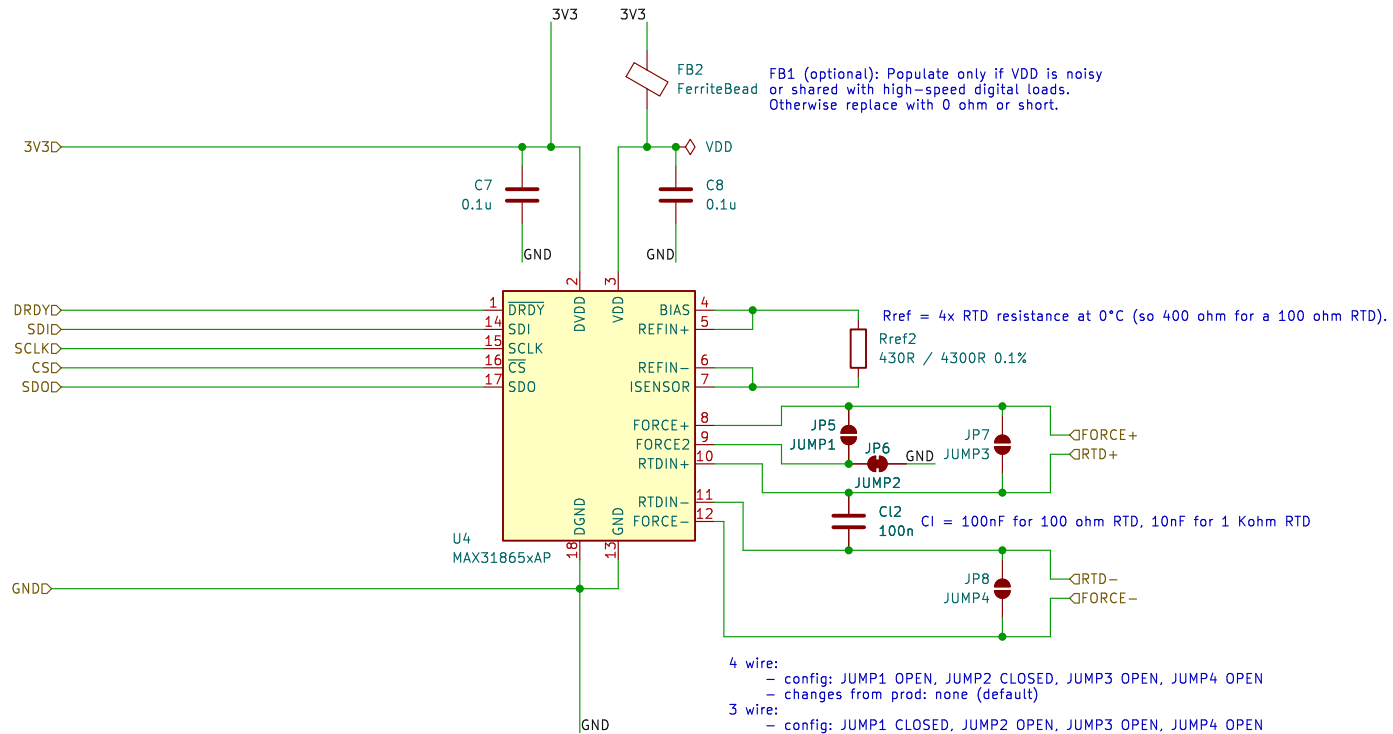 3V3
3V3
FB2
FerriteBead
FB1 (optional): Populate only if VDD is noisy
or shared with high-speed digital loads.
Otherwise replace with 0 ohm or short.
3V3
VDD
C7
0.1u
C8
0.1u
GND
GND
2
3
DRDY
1
DRDY
DVDD
VDD
BIAS
4
SDI
14
SDI
REFIN+
5
SCLK
15
SCLK
CS
16
CS
REFIN-
6
SDO
17
SDO
ISENSOR
7
Rref = 4x RTD resistance at 0°C (so 400 ohm for a 100 ohm RTD).
Rref2
430R / 4300R 0.1%
FORCE+
8
FORCE2
9
RTDIN+
10
RTDIN-
11
FORCE-
12
DGND
GND
18
13
JP5
JUMP1
JP6
JUMP2
GND
JP7
JUMP3
FORCE+
RTD+
CI2
100n
CI = 100nF for 100 ohm RTD, 10nF for 1 Kohm RTD
U4
MAX31865xAP
JP8
JUMP4
RTD-
FORCE-
GND
GND
4 wire:
- config: JUMP1 OPEN, JUMP2 CLOSED, JUMP3 OPEN, JUMP4 OPEN
- changes from prod: none (default)
3 wire:
- config: JUMP1 CLOSED, JUMP2 OPEN, JUMP3 OPEN, JUMP4 OPEN